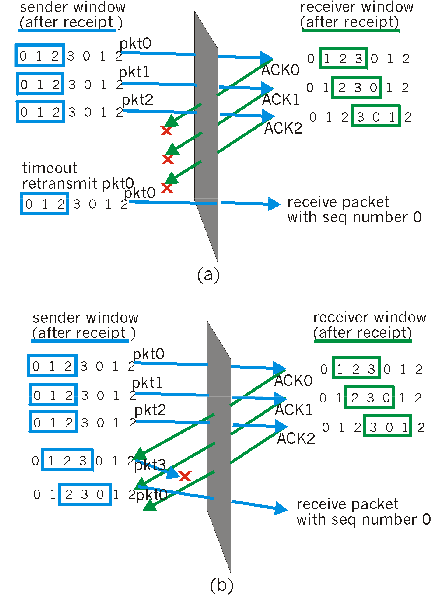 sender window
(after receipt )
receiver window
(after receipt)
0 1 2 3 0 1 2 pkt0
0 1 2 3 0 1 2
0 1 2 3 0 1 2 pkt1
ACK0
0 1 2 3 0 1 2
0 1 2 3 0 1 2 pkt2
ACK1
0 1 2 3 0 1 2
ACK2
timeout
retransmit pkt0
0 1 2 3 0 1 2 pkt0
receive packet
with seq number 0
(a)
sender window
(after receipt )
receiver window
(after receipt)
0 1 2 3 0 1 2 pkt0
0 1 2 3 0 1 2
ACK0
0 1 2 3 0 1 2 pkt1
0 1 2 3 0 1 2
ACK1
0 1 2 3 0 1 2 pkt2
0 1 2 3 0 1 2
ACK2
0 1 2 3 0 1 2 pkt3
0 1 2 3 0 1 2 pkt0
receive packet
with seq number 0
(b)